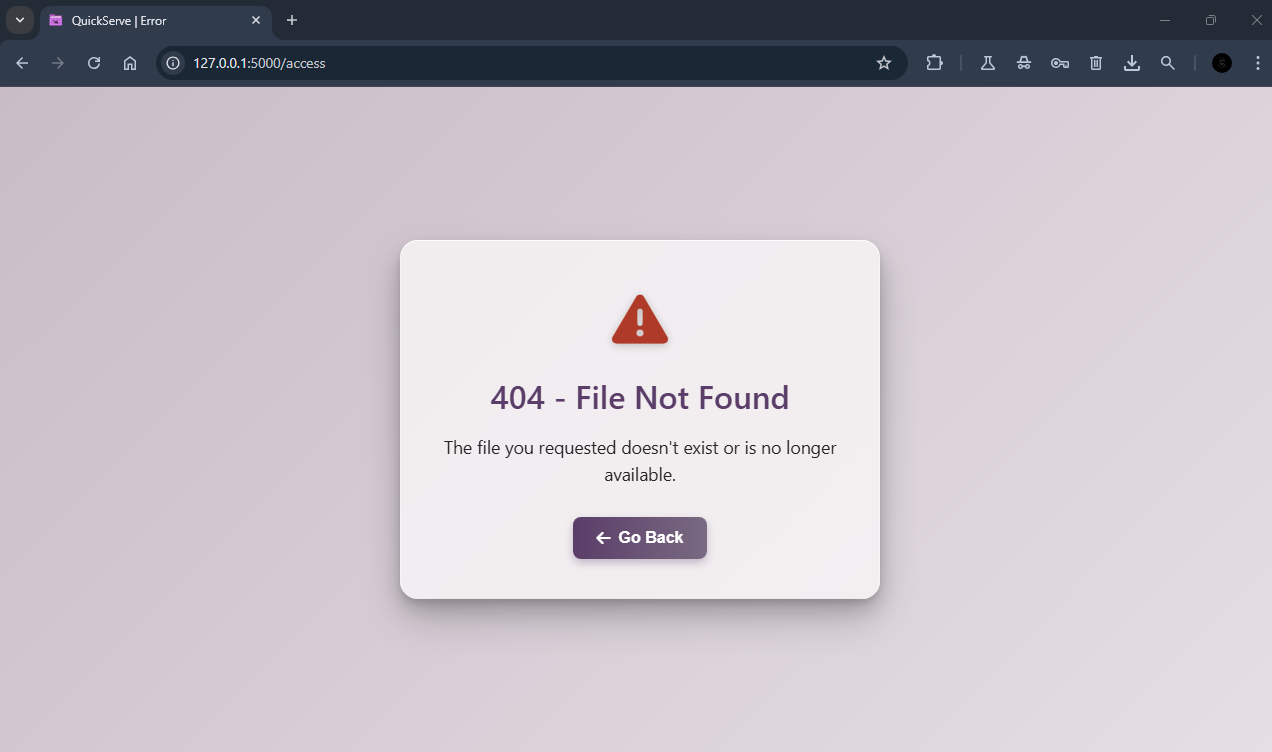 QuickServe | Error
127.0.0.1:5000/access
404 - File Not Found
The file you requested doesn't exist or is no longer
available.
Go Back